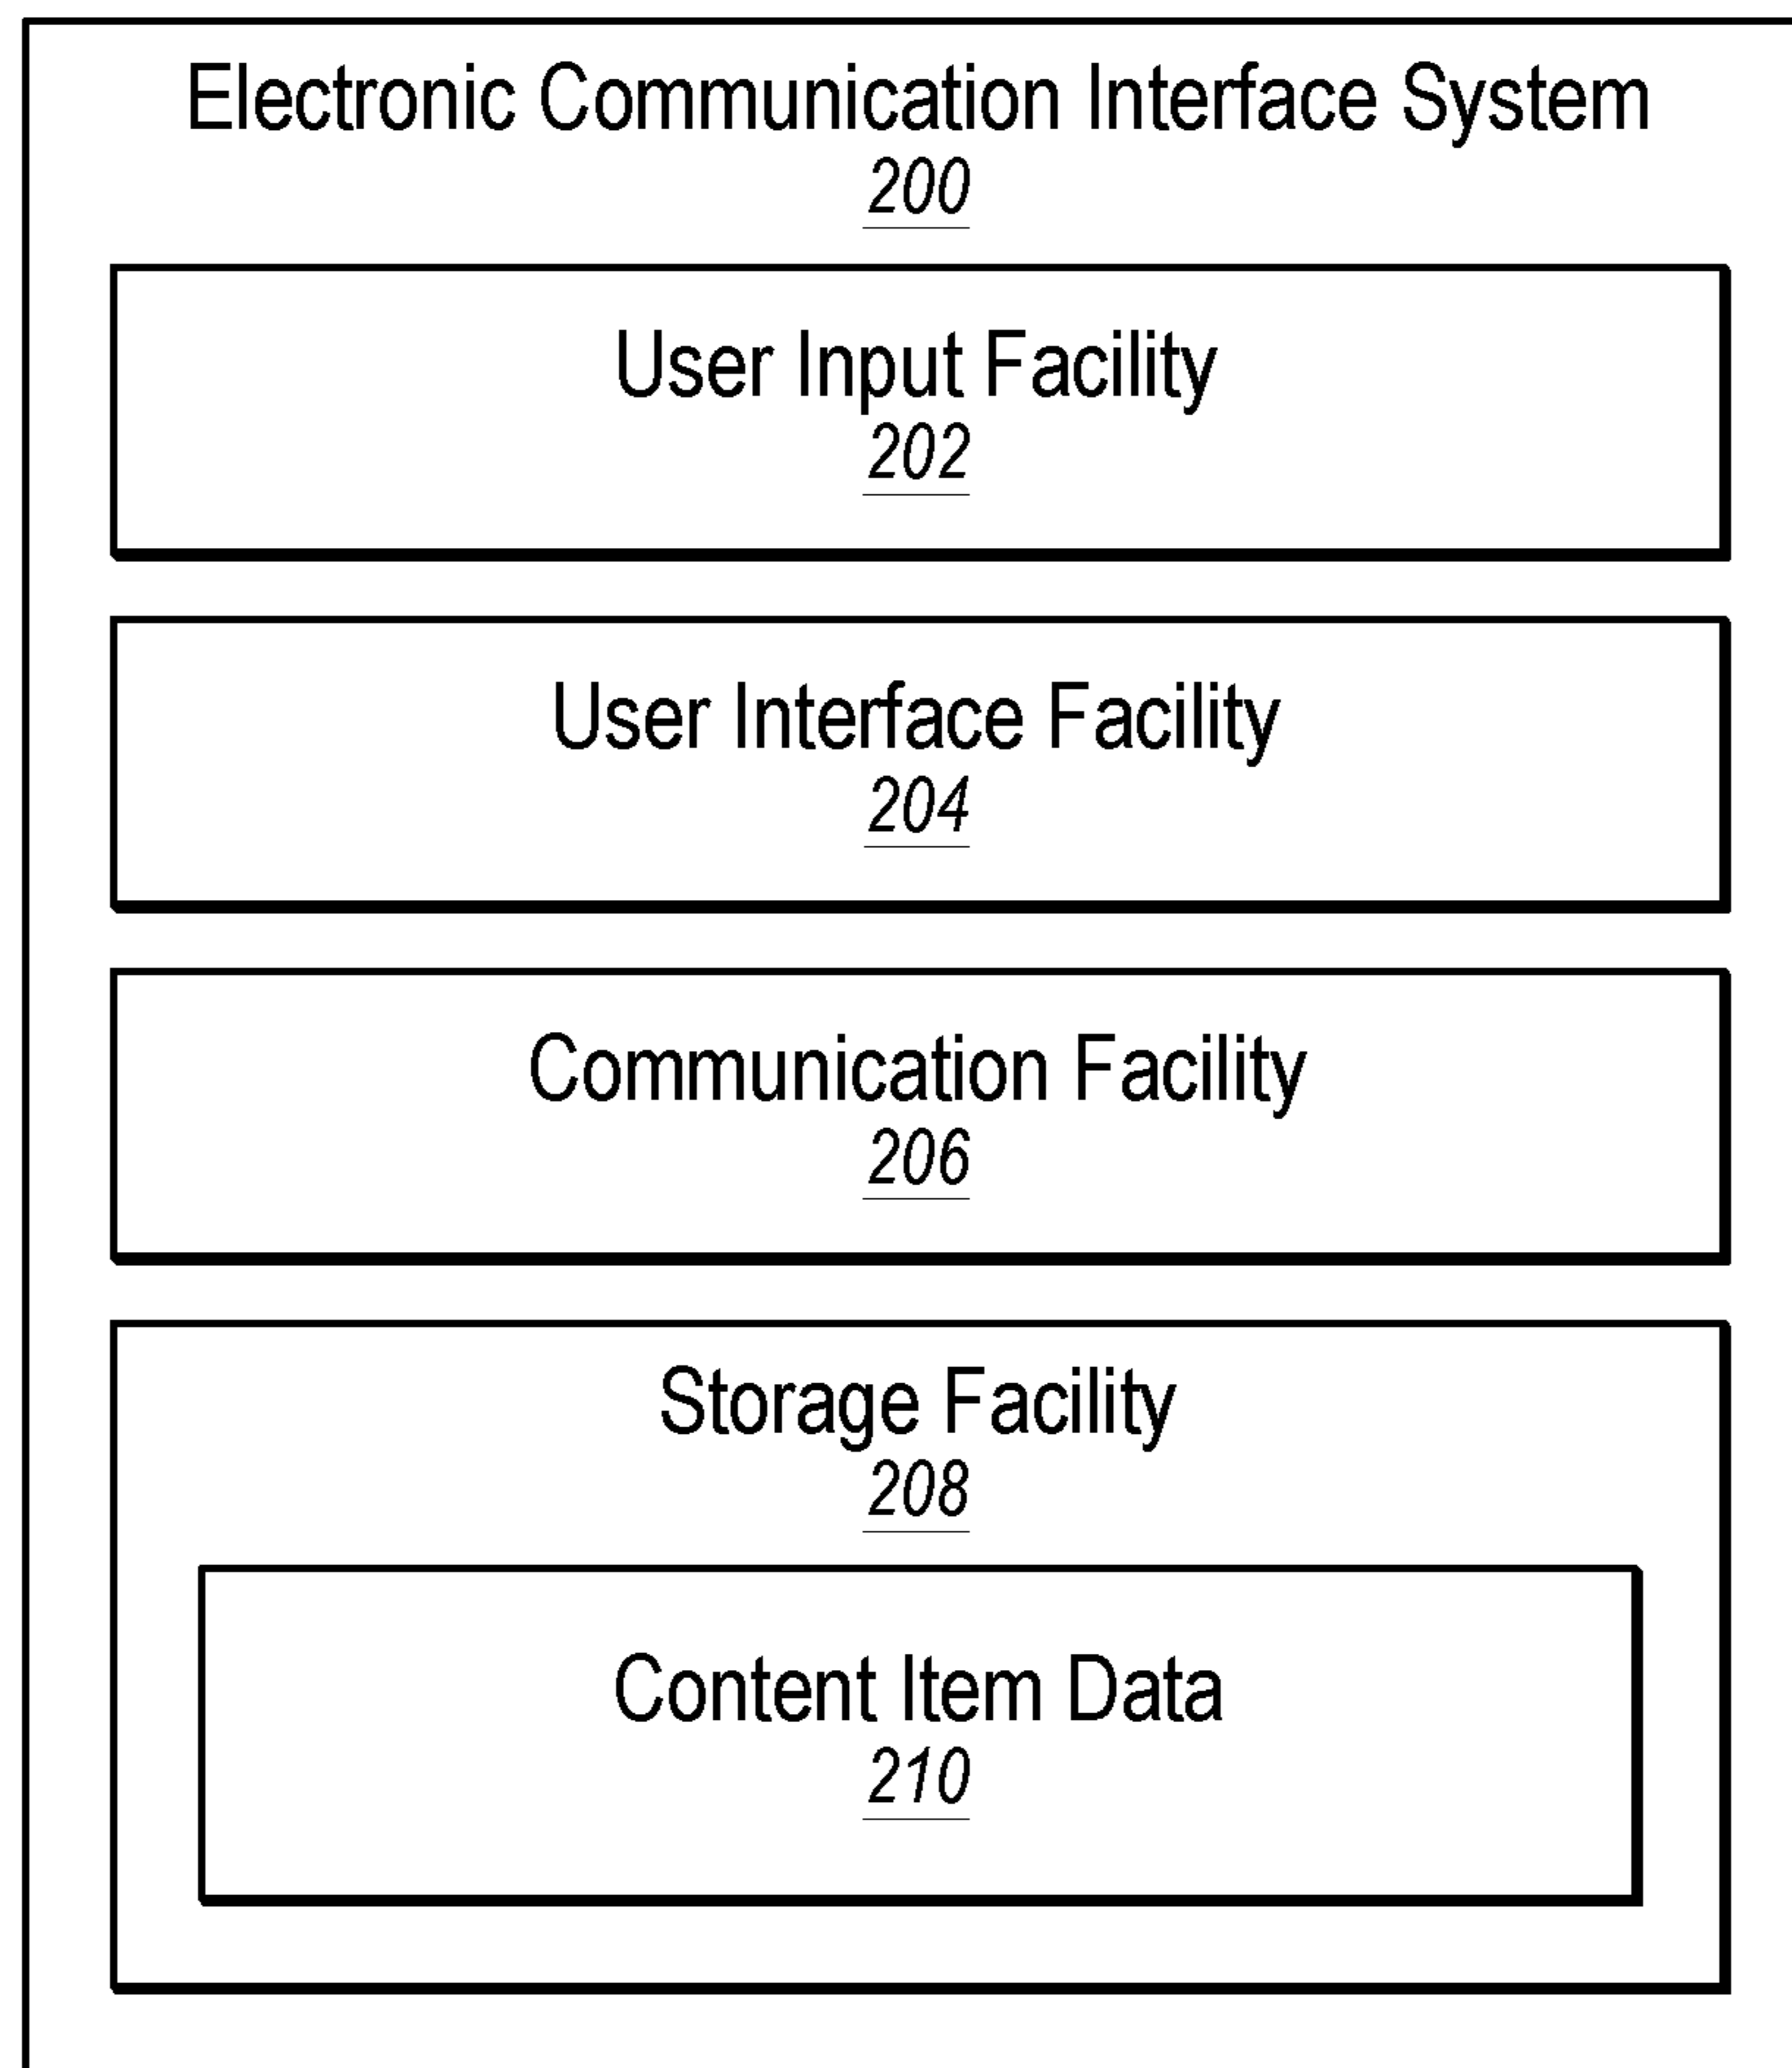 Electronic Communication Interface System
200
User Input Facility
202
User Interface Facility
204
Communication Facility
206
Storage Facility
208
Content Item Data
210